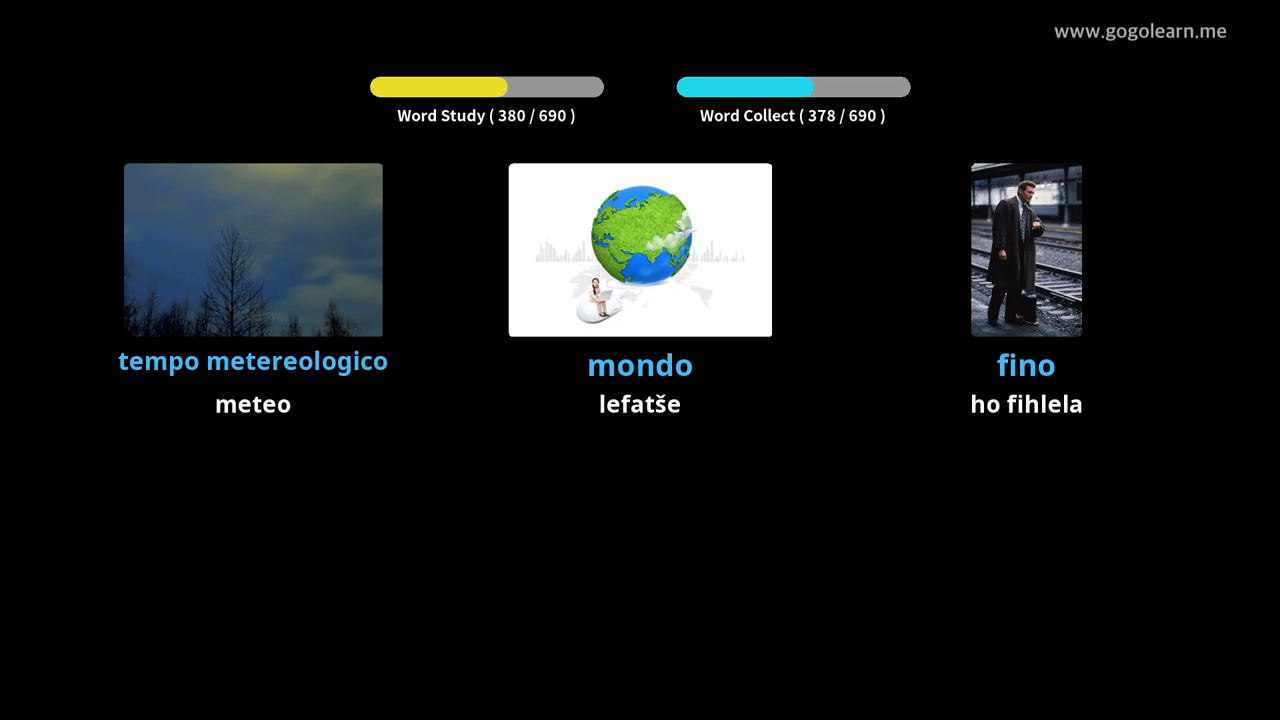 www.gogolearn.me
Word Study ( 380 / 690 )
Word Collect ( 378 / 690 )
tempo metereologico
meteo
mondo
lefatše
fino
ho fihlela